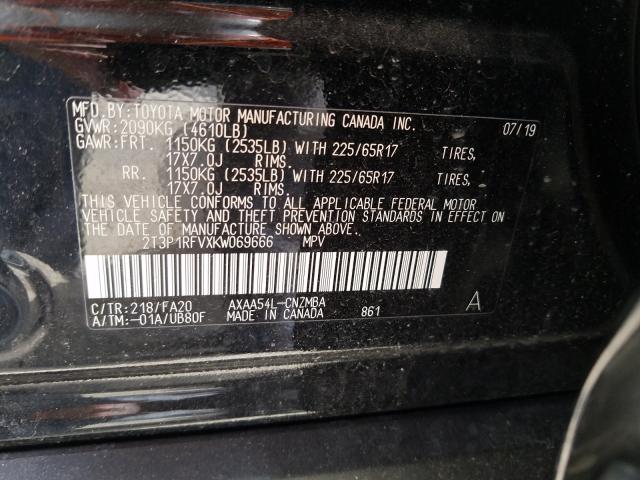 MFD.BY:TOYOTA MOTOR MANUFACTURING CANADA INC.
GVWR:2090KG (4610LB) 07/19
GAWR:FRT. 1150KG (2535LB) WITH 225/65R17 TIRES,
17X7.0J RIMS.
RR. 1150KG (2535LB) WITH 225/65R17 TIRES,
17X7.0J RIMS.
THIS VEHICLE CONFORMS TO ALL APPLICABLE FEDERAL MOTOR
VEHICLE SAFETY AND THEFT PREVENTION STANDARDS IN EFFECT ON
THE DATE OF MANUFACTURE SHOWN ABOVE.
2T3P1RFVXKW069666 MPV
C/TR:218/FA20 AXAA54L-CNZMBA
A/TM:-01A/UB80F MADE IN CANADA 861 A